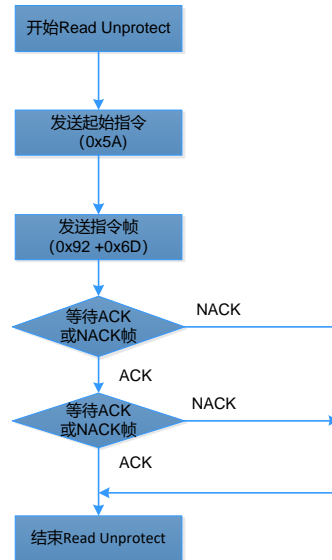 开始Read Unprotect
发送起始指令
(0x5A)
发送指令帧
(0x92 +0x6D)
等待ACK
或NACK帧
NACK
ACK
等待ACK
或NACK帧
NACK
ACK
结束Read Unprotect